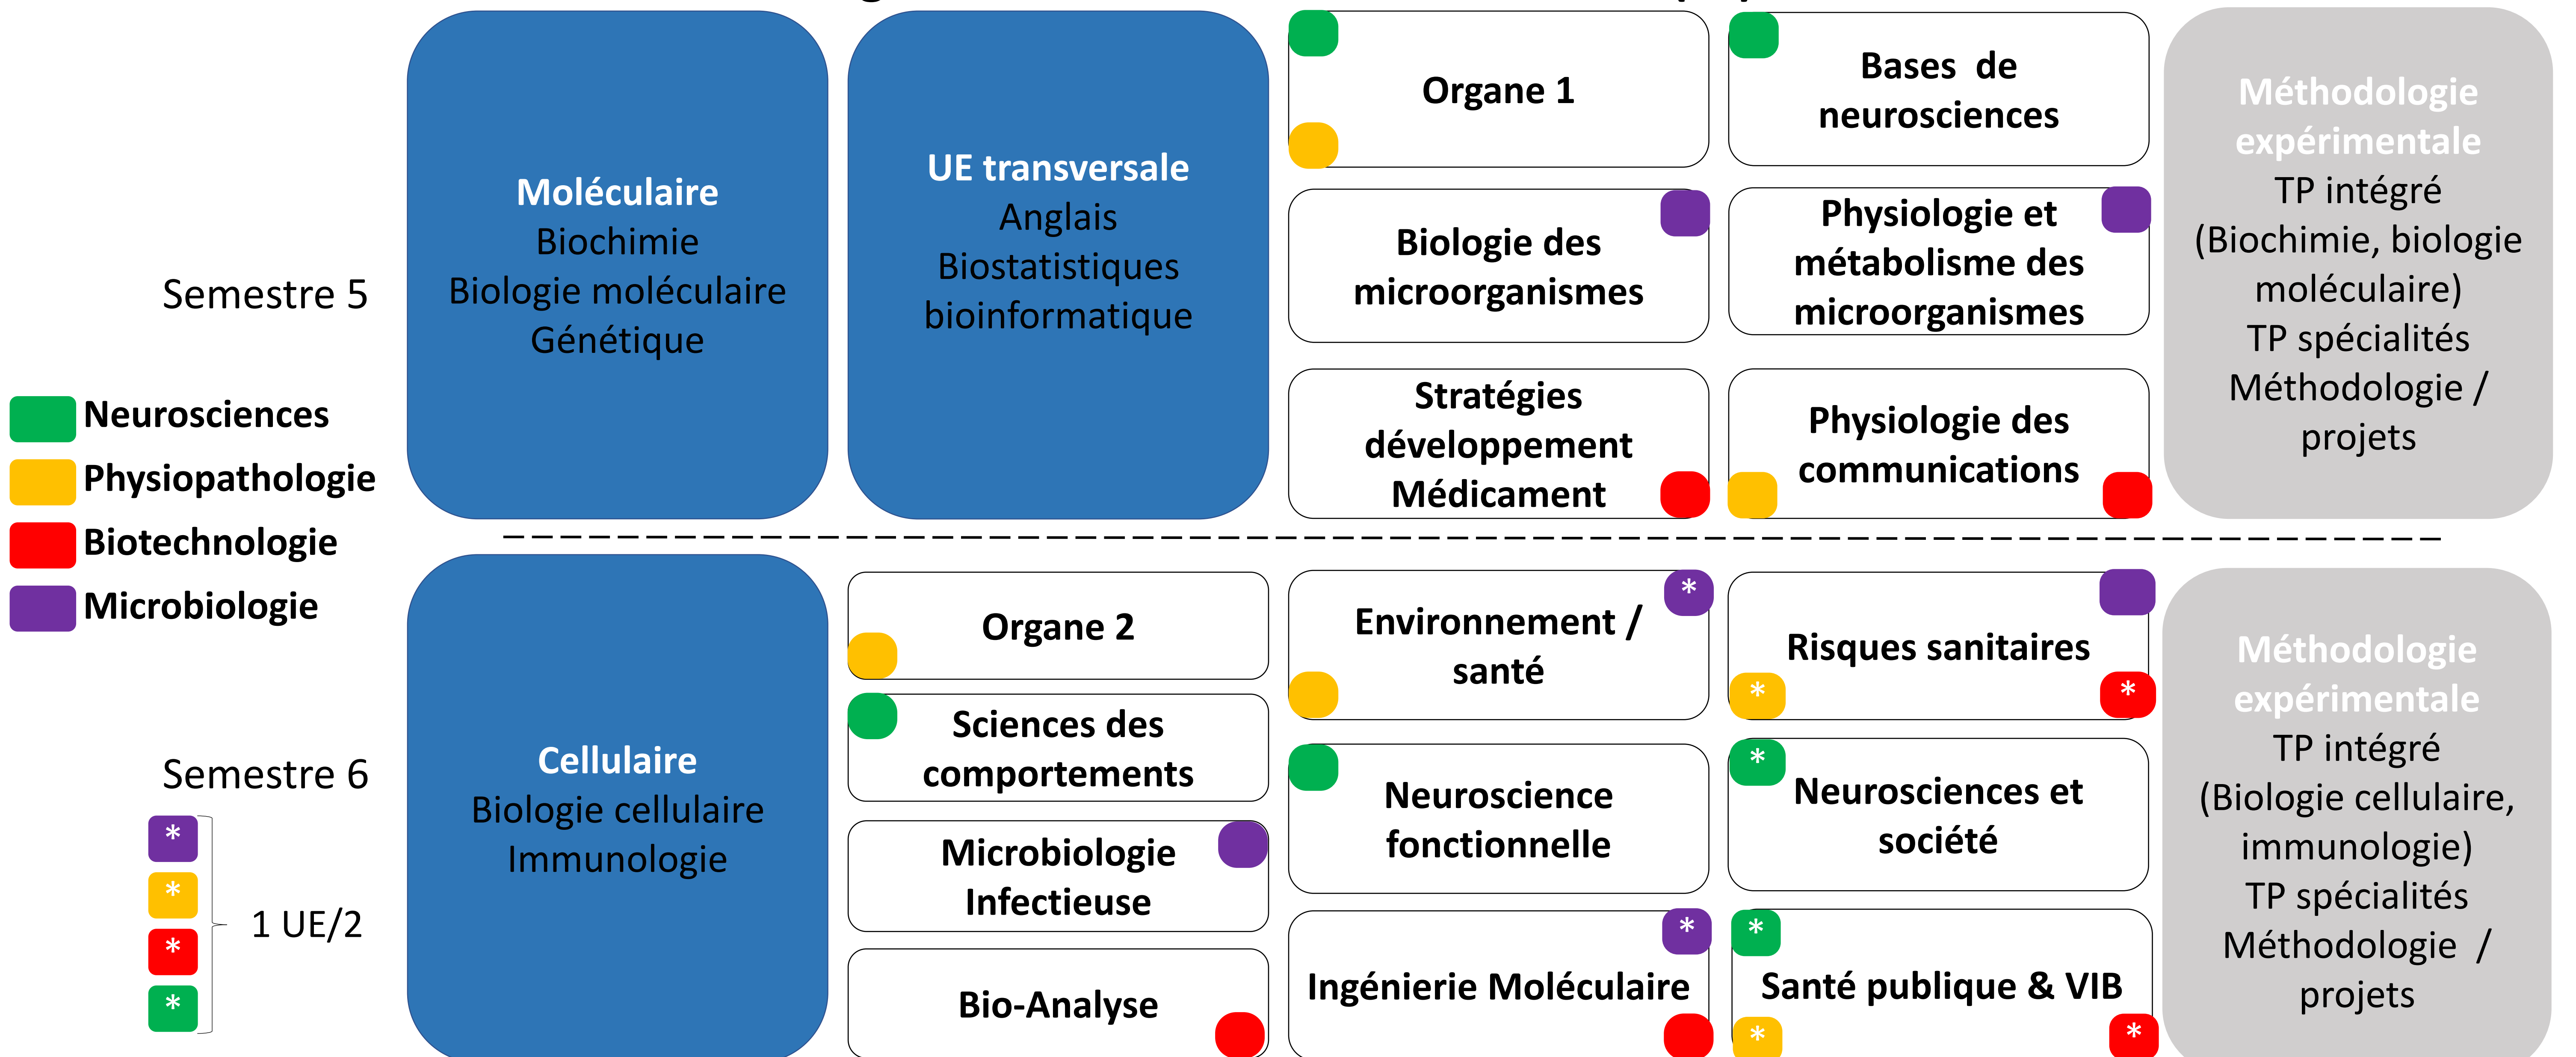 Semestre 5
Neurosciences
Physiopathologie
Biotechnologie
Microbiologie
Semestre 6
*
*
*
*
1 UE/2
Moléculaire
Biochimie
Biologie moléculaire
Génétique
UE transversale
Anglais
Biostatistiques
bioinformatique
Organe 1
Bases de
neurosciences
Biologie des
microorganismes
Physiologie et
métabolisme des
microorganismes
Stratégies
développement
Médicament
Physiologie des
communications
Méthodologie
expérimentale
TP intégré
(Biochimie, biologie
moléculaire)
TP spécialités
Méthodologie /
projets
Cellulaire
Biologie cellulaire
Immunologie
Organe 2
Sciences des
comportements
Microbiologie
Infectieuse
Bio-Analyse
*
Environnement /
santé
Neuroscience
fonctionnelle
*
Ingénierie Moléculaire
Risques sanitaires
*
*
*
Neurosciences et
société
*
Santé publique & VIB
*
*
Méthodologie
expérimentale
TP intégré
(Biologie cellulaire,
immunologie)
TP spécialités
Méthodologie /
projets